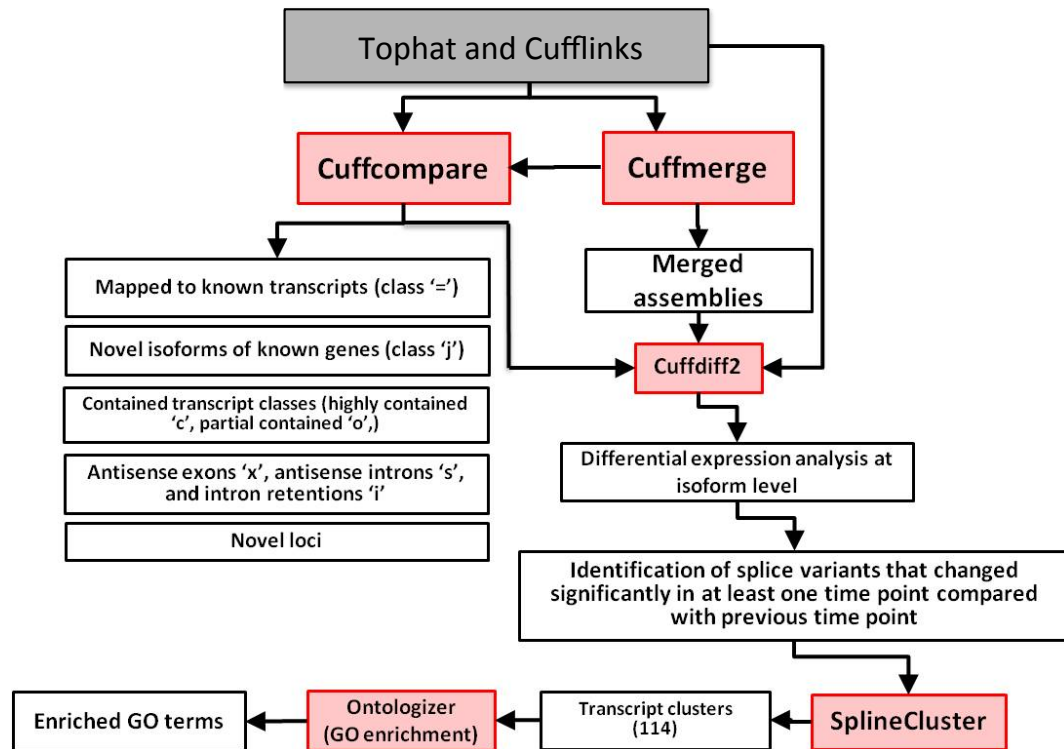 Tophat and Cufflinks
Cuffcompare
Cuffmerge
Merged
assemblies
Mapped to known transcripts (class ‘=’)
Novel isoforms of known genes (class ‘j’)
Contained transcript classes (highly contained
‘c’, partial contained ‘o’,)
Antisense exons ‘x’, antisense introns ‘s’,
and intron retentions ‘i’
Novel loci
Cuffdiff2
Differential expression analysis at
isoform level
Identification of splice variants that changed
significantly in at least one time point compared
with previous time point
SplineCluster
Transcript clusters
(114)
Ontologizer
(GO enrichment)
Enriched GO terms